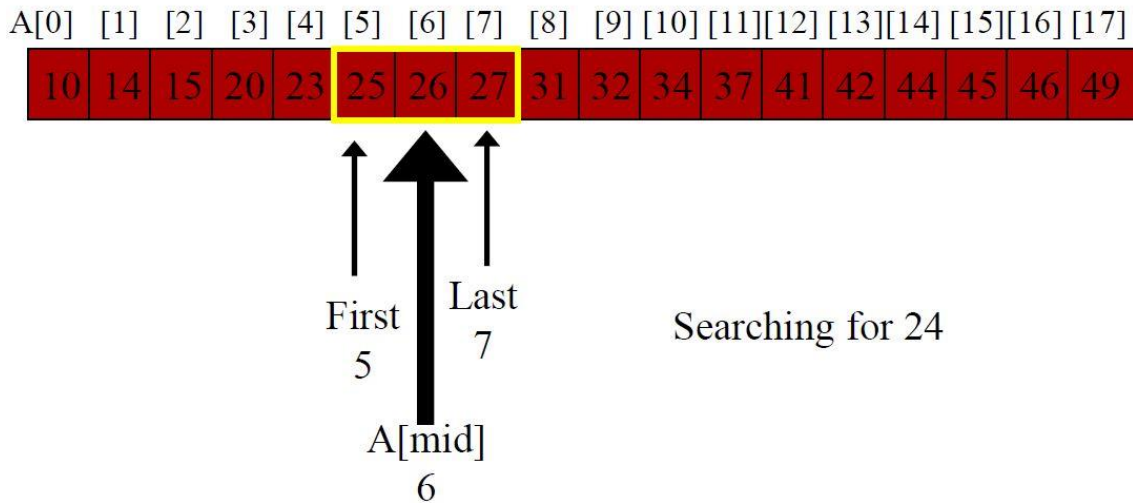 A[0] [1] [2] [3] [4] [5] [6] [7] [8] [9] [10] [11] [12] [13] [14] [15] [16] [17]
10 14 15 20 23 25 26 27 31 32 34 37 41 42 44 45 46 49
First
5
Last
7
Searching for 24
A[mid]
6